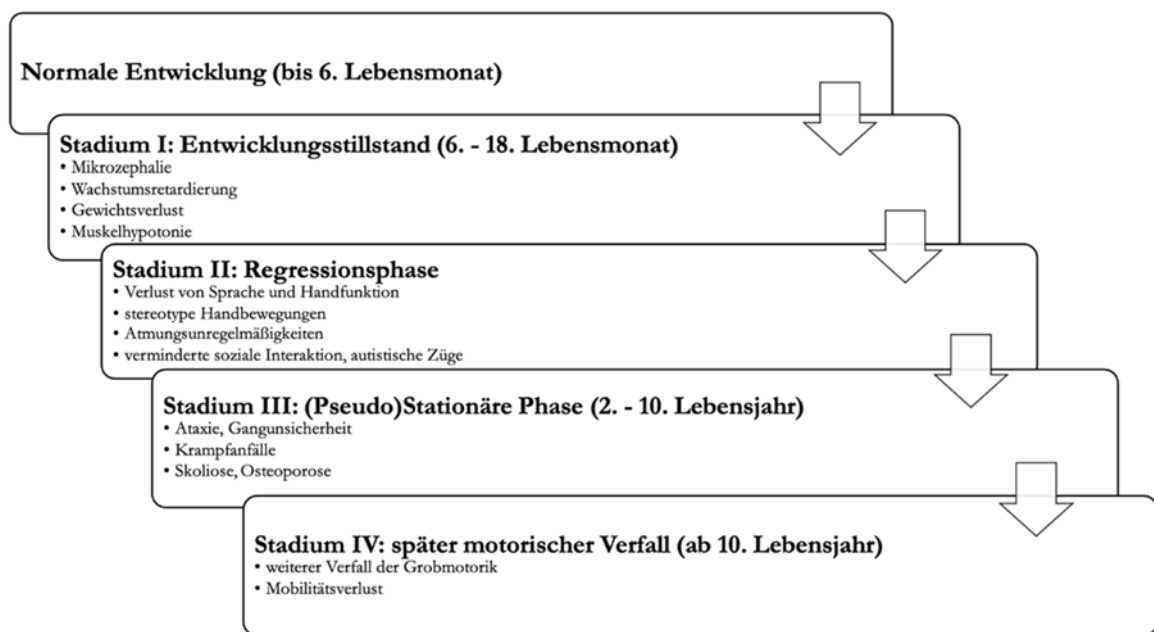 Normale Entwicklung (bis 6. Lebensmonat)
Stadium I: Entwicklungsstillstand (6. - 18. Lebensmonat)
• Mikrozephalie
• Wachstumsretardierung
• Gewichtsverlust
• Muskelhypotonie
Stadium II: Regressionsphase
• Verlust von Sprache und Handfunktion
• stereotype Handbewegungen
• Atmungsunregelmäßigkeiten
• verminderte soziale Interaktion, autistische Züge
Stadium III: (Pseudo)Stationäre Phase (2. - 10. Lebensjahr)
• Ataxie, Gangunsicherheit
• Krampfanfälle
• Skoliose, Osteoporose
Stadium IV: später motorischer Verfall (ab 10. Lebensjahr)
• weiterer Verfall der Grobmotorik
• Mobilitätsverlust